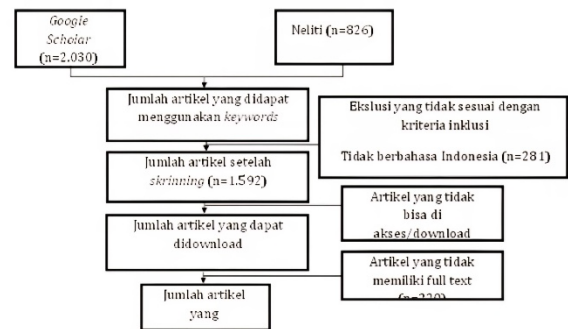 Google
Scholar
(n=2.030)
Neliti (n=826)
Jumlah artikel yang didapat
menggunakan keywords
Ekslusi yang tidak sesuai dengan
kriteria inklusi
Tidak berbahasa Indonesia (n=281)
Jumlah artikel setelah
skrinning (n=1.592)
Artikel yang tidak
bisa di
akses/download
Jumlah artikel yang dapat
didownload
Artikel yang tidak
memiliki full text
Jumlah artikel
yang